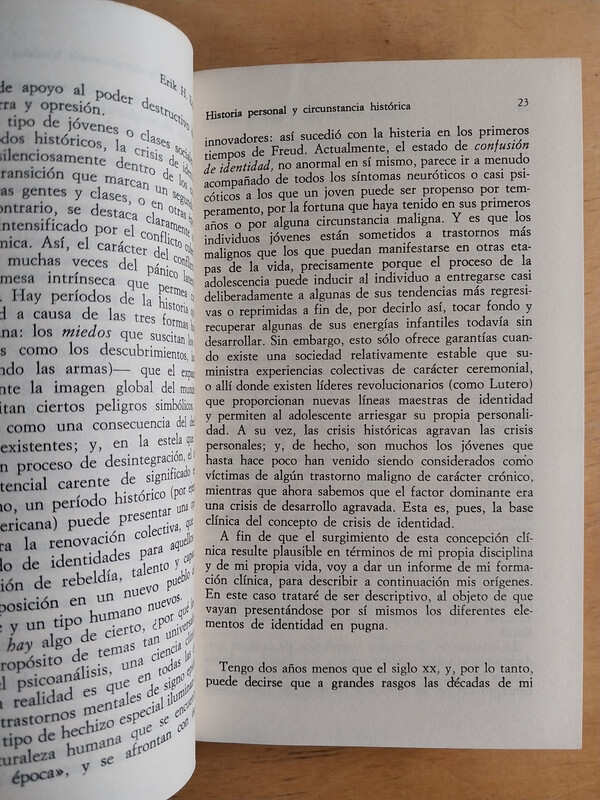 Erik H.
de apoyo al poder destructivo
rra y opresión.
tipo de jóvenes o clases
dos históricos, la crisis de
silenciosamente dentro de los
transición que marcan un segundo
as gentes y clases, o en otras
ontrario, se destaca claramente
intensificado por el conflicto
nica. Así, el carácter del
muchas veces del pánico
mesa intrínseca que permea
. Hay períodos de la historia
d a causa de las tres formas
ana: los miedos que suscitan los
s como los descubrimientos,
ndo las armas)— que el
nte la imagen global del
itan ciertos peligros simbólicos
como una consecuencia del
existentes; y, en la estela que
n proceso de desintegración, el
stencial carente de significado
no, un período histórico (por
ericana) puede presentar una
ra la renovación colectiva, que
do de identidades para aquellos
ción de rebeldía, talento y
posición en un nuevo pueblo
e y un tipo humano nuevos.
hay algo de cierto, ¿por qué
propósito de temas tan
el psicoanálisis, una ciencia
a realidad es que en todas las
trastornos mentales de signo
tipo de hechizo especial
naturaleza humana que se
época», y se afrontan con
Historia personal y circunstancia histórica 23
innovadores: así sucedió con la histeria en los primeros
tiempos de Freud. Actualmente, el estado de confusión
de identidad, no anormal en sí mismo, parece ir a menudo
acompañado de todos los síntomas neuróticos o casi psi-
cóticos a los que un joven puede ser propenso por tem-
peramento, por la fortuna que haya tenido en sus primeros
años o por alguna circunstancia maligna. Y es que los
individuos jóvenes están sometidos a trastornos más
malignos que los que puedan manifestarse en otras eta-
pas de la vida, precisamente porque el proceso de la
adolescencia puede inducir al individuo a entregarse casi
deliberadamente a algunas de sus tendencias más regresi-
vas o reprimidas a fin de, por decirlo así, tocar fondo y
recuperar algunas de sus energías infantiles todavía sin
desarrollar. Sin embargo, esto sólo ofrece garantías cuan-
do existe una sociedad relativamente estable que su-
ministra experiencias colectivas de carácter ceremonial,
o allí donde existen líderes revolucionarios (como Lutero)
que proporcionan nuevas líneas maestras de identidad
y permiten al adolescente arriesgar su propia personali-
dad. A su vez, las crisis históricas agravan las crisis
personales; y, de hecho, son muchos los jóvenes que
hasta hace poco han venido siendo considerados como
víctimas de algún trastorno maligno de carácter crónico,
mientras que ahora sabemos que el factor dominante era
una crisis de desarrollo agravada. Esta es, pues, la base
clínica del concepto de crisis de identidad.
A fin de que el surgimiento de esta concepción clí-
nica resulte plausible en términos de mi propia disciplina
y de mi propia vida, voy a dar un informe de mi forma-
ción clínica, para describir a continuación mis orígenes.
En este caso trataré de ser descriptivo, al objeto de que
vayan presentándose por sí mismos los diferentes ele-
mentos de identidad en pugna.
Tengo dos años menos que el siglo XX, y, por lo tanto,
puede decirse que a grandes rasgos las décadas de mi